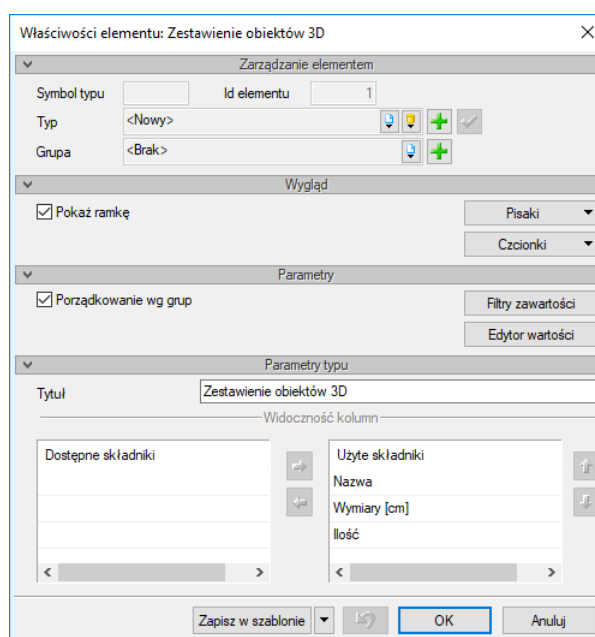 Właściwości elementu: Zestawienie obiektów 3D
Zarządzanie elementem
Symbol typu Id elementu 1
Typ <Nowy>
Grupa <Brak>
Wygląd
Pokaż ramkę Pisaki
Czcionki
Parametry
Porządkowanie wg grup Filtry zawartości
Edytor wartości
Parametry typu
Tytuł Zestawienie obiektów 3D
Widoczność kolumn
Dostępne składniki Użyte składniki
Nazwa
Wymiary [cm]
Ilość
Zapisz w szablonie OK Anuluj